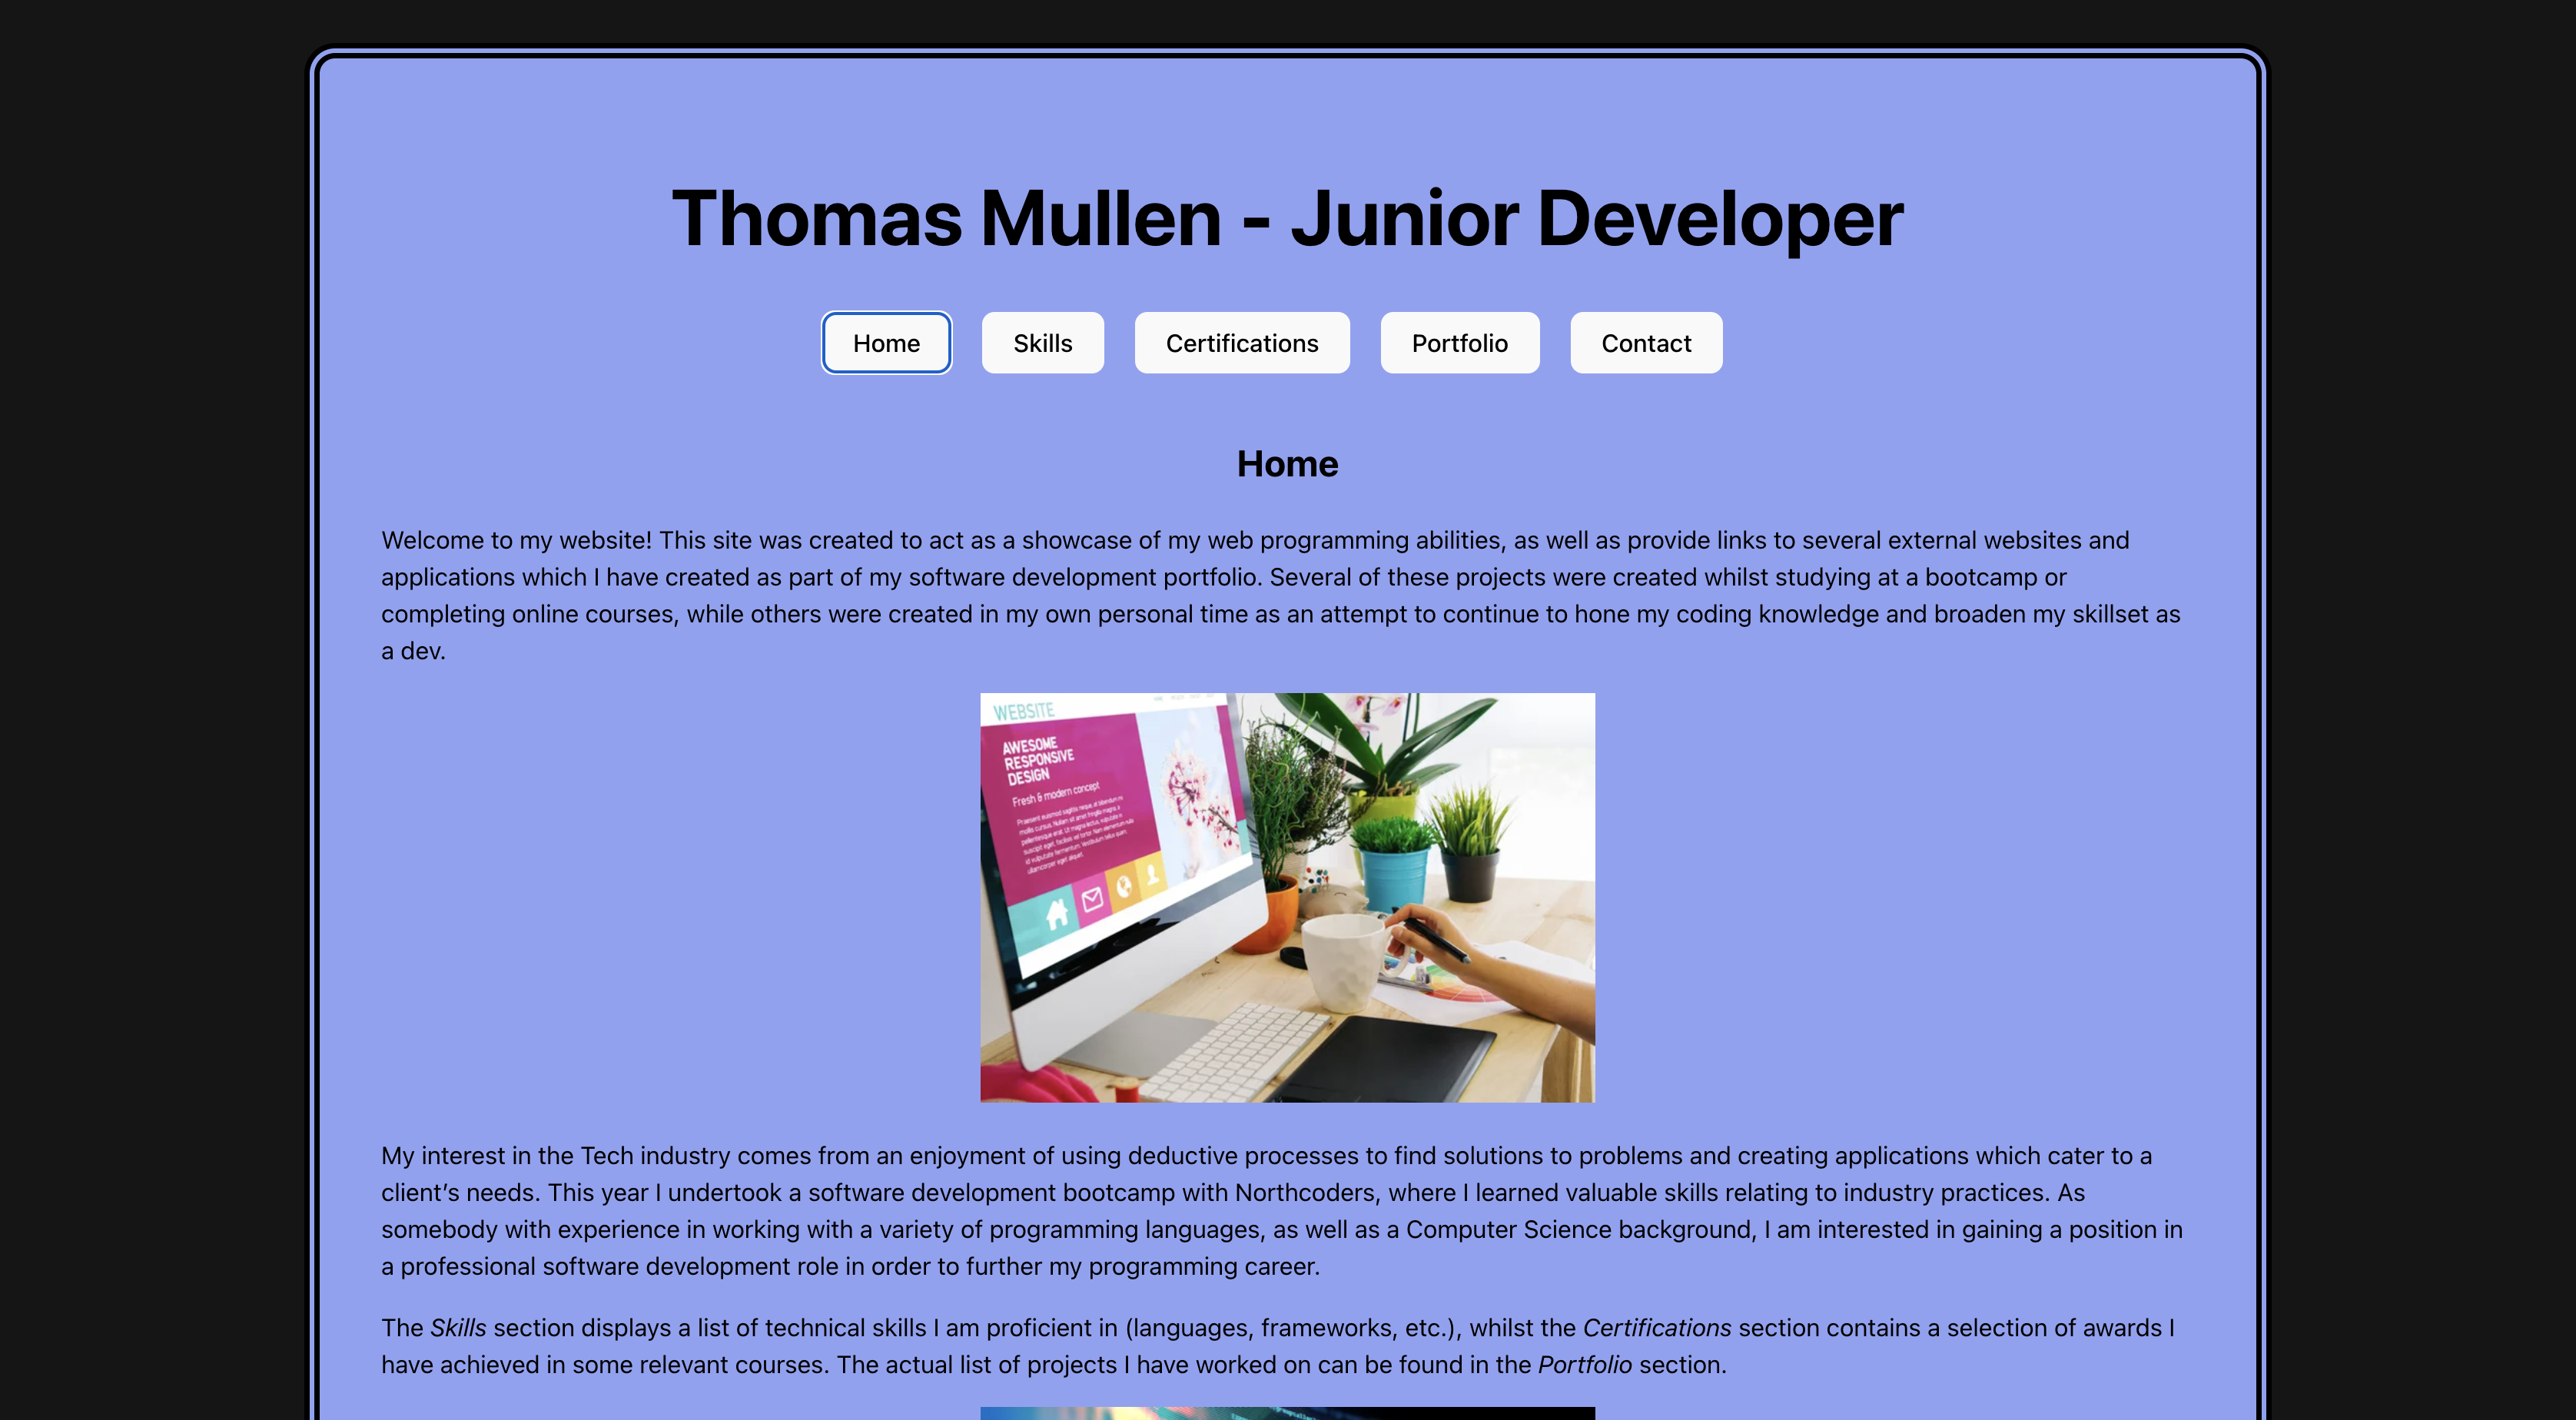 Thomas Mullen - Junior Developer
Home
Skills
Certifications
Portfolio
Contact
Home
Welcome to my website! This site was created to act as a showcase of my web programming abilities, as well as provide links to several external websites and
applications which I have created as part of my software development portfolio. Several of these projects were created whilst studying at a bootcamp or
completing online courses, while others were created in my own personal time as an attempt to continue to hone my coding knowledge and broaden my skillset as
a dev.
WEBSITE
AWESOME
RESPONSIVE
DESIGN
Fresh & modern concept
My interest in the Tech industry comes from an enjoyment of using deductive processes to find solutions to problems and creating applications which cater to a
client's needs. This year I undertook a software development bootcamp with Northcoders, where I learned valuable skills relating to industry practices. As
somebody with experience in working with a variety of programming languages, as well as a Computer Science background, I am interested in gaining a position in
a professional software development role in order to further my programming career.
The Skills section displays a list of technical skills I am proficient in (languages, frameworks, etc.), whilst the Certifications section contains a selection of awards I
have achieved in some relevant courses. The actual list of projects I have worked on can be found in the Portfolio section.